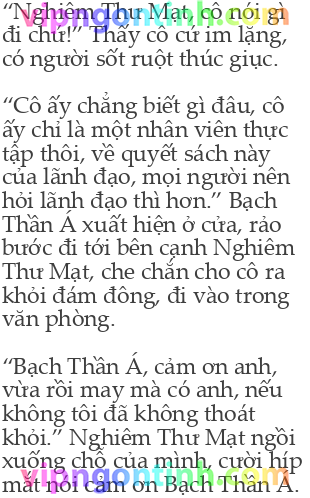 “Nghiêm Thư Mạt, cô nói gì
đi chứ!” Thấy cô cứ im lặng,
có người sốt ruột thúc giục.
“Cô ấy chẳng biết gì đâu, cô
ấy chỉ là một nhân viên thực
tập thôi, về quyết sách này
của lãnh đạo, mọi người nên
hỏi lãnh đạo thì hơn.” Bạch
Thần Á xuất hiện ở cửa, rảo
bước đi tới bên cạnh Nghiêm
Thư Mạt, che chắn cho cô ra
khỏi đám đông, đi vào trong
văn phòng.
“Bạch Thần Á, cảm ơn anh,
vừa rồi may mà có anh, nếu
không tôi đã không thoát
khỏi.” Nghiêm Thư Mạt ngồi
xuống chỗ của mình, cười híp
mắt nói cảm ơn Bạch Thần Á.
vipngontinh.com
vipngontinh.com